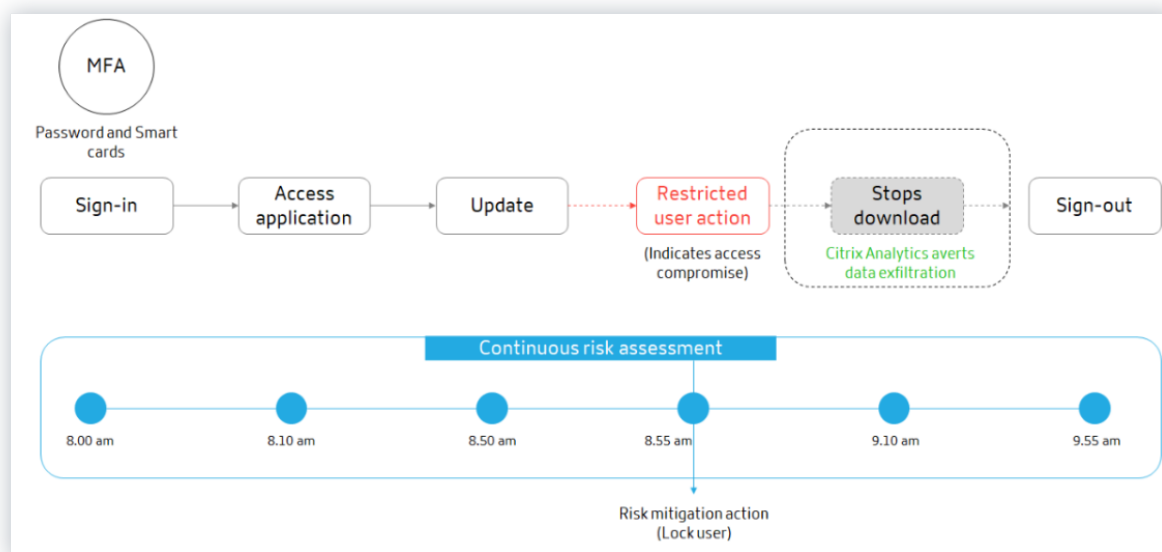 MFA
Password and Smart
cards
Sign-in
Access
application
Update
Restricted
user action
(Indicates access
compromise)
Stops
download
Citrix Analytics averts
data exfiltration
Sign-out
Continuous risk assessment
8.00 am
8.10 am
8.50 am
8.55 am
9.10 am
9.55 am
Risk mitigation action
(Lock user)